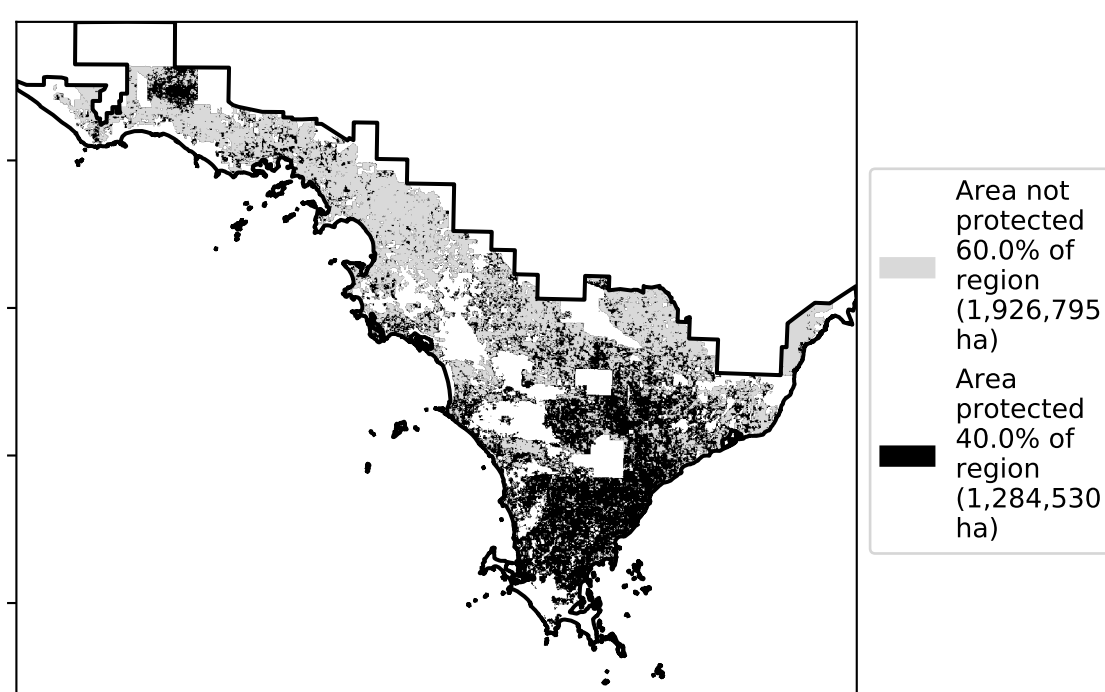 Area not
protected
60.0% of
region
(1,926,795
ha)
Area
protected
40.0% of
region
(1,284,530
ha)